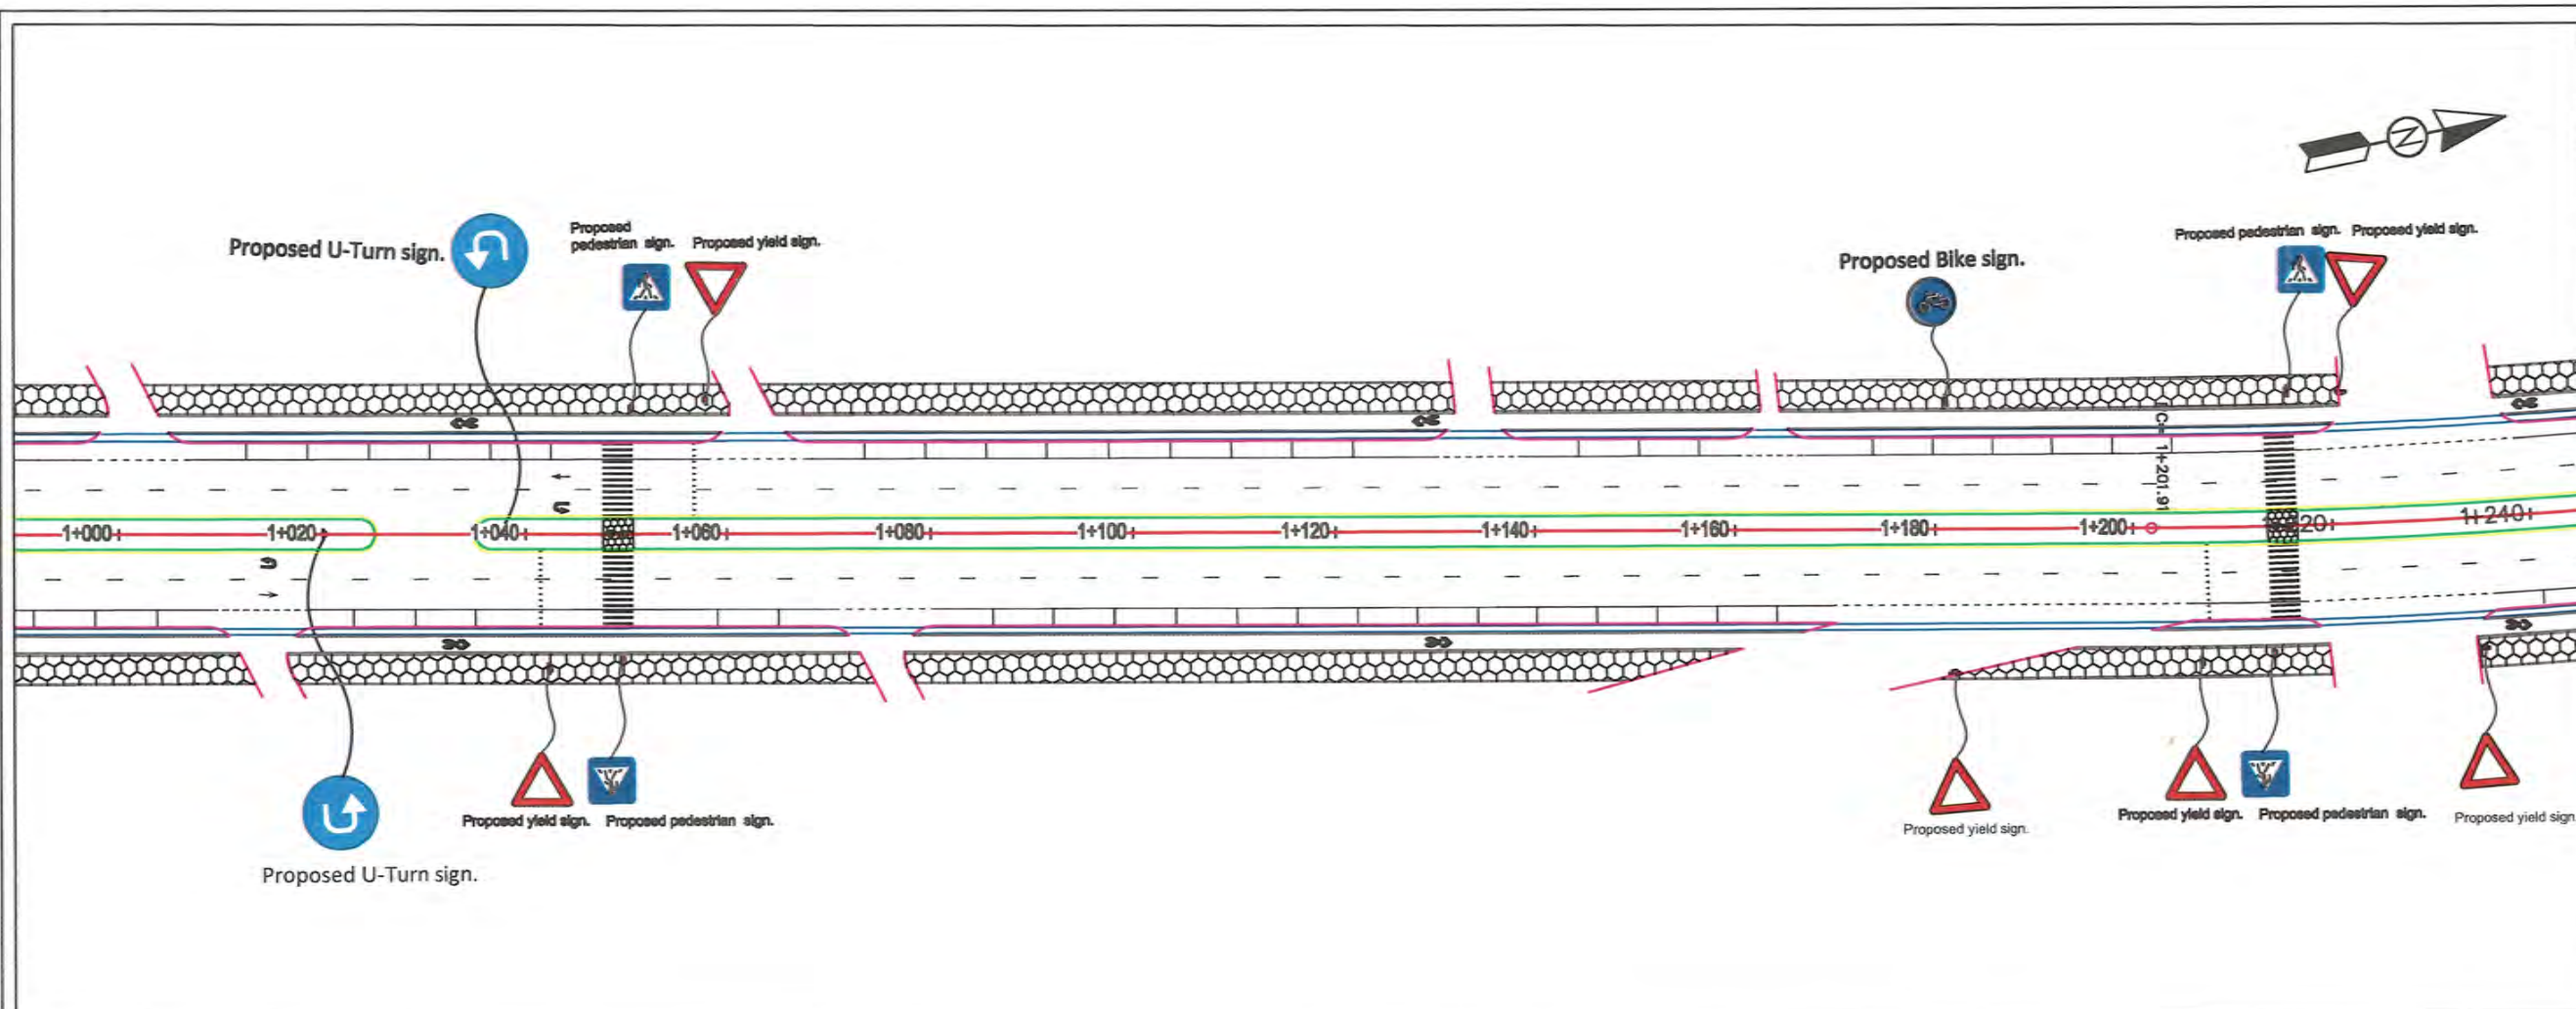 N
Proposed U-Turn sign.
Proposed
pedestrian sign.
Proposed yield sign.
Proposed Bike sign.
Proposed pedestrian sign.
Proposed yield sign.
1+201.91
1+000
1+020
1+040
1+060
1+080
1+100
1+120
1+140
1+160
1+180
1+200
1+240
Proposed U-Turn sign.
Proposed yield sign.
Proposed pedestrian sign.
Proposed yield sign.
Proposed yield sign.
Proposed pedestrian sign.
Proposed yield sign